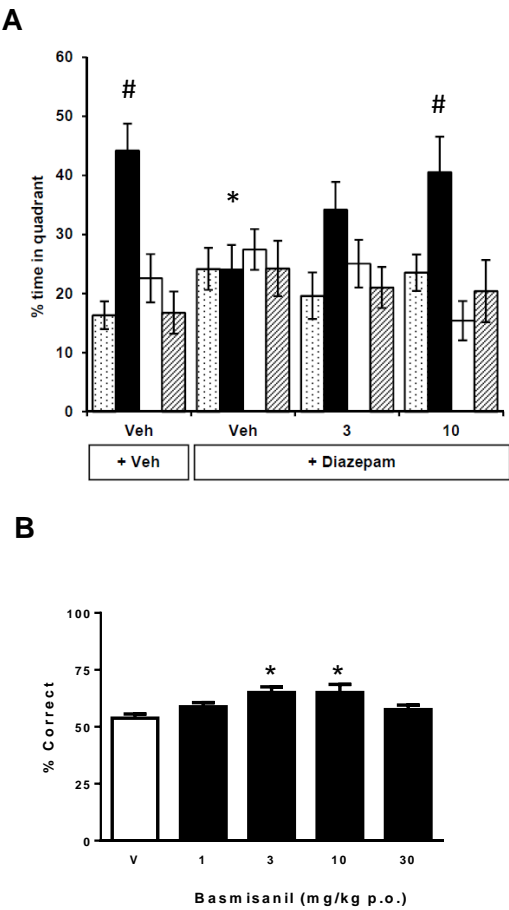 A
60
50
40
30
20
10
0
% time in quadrant
#
*
#
Veh Veh 3 10
+ Veh + Diazepam
B
100
75
50
25
0
% Correct
* *
V 1 3 10 30
Basmisanil (mg/kg p.o.)